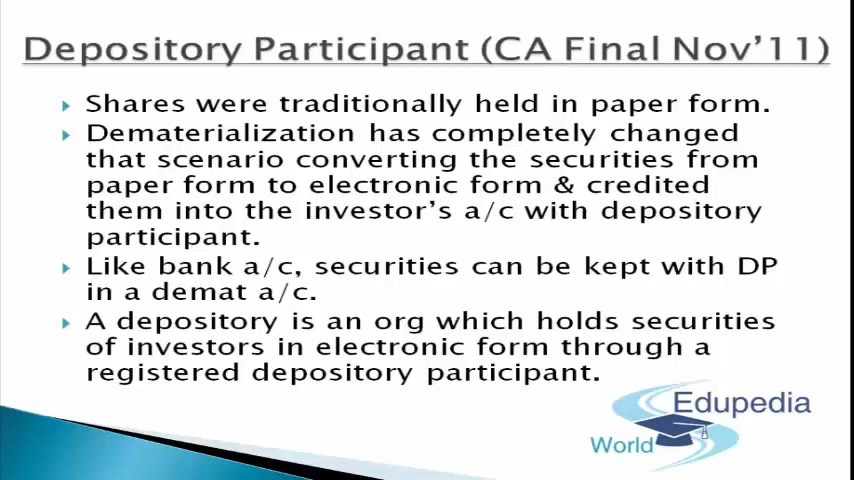 Depository Participant (CA Final Nov’11)
Shares were traditionally held in paper form.
Dematerialization has completely changed
that scenario converting the securities from
paper form to electronic form & credited
them into the investor’s a/c with depository
participant.
Like bank a/c, securities can be kept with DP
in a demat a/c.
A depository is an org which holds securities
of investors in electronic form through a
registered depository participant.
Edupedia
World